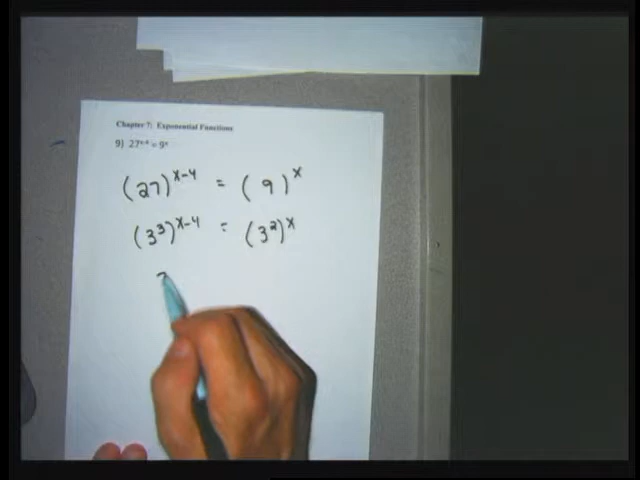 Chapter 7: Exponential Functions
9) 27ˣ⁻⁴ = 9ˣ
(27)ˣ⁻⁴ = (9)ˣ
(3³)ˣ⁻⁴ = (3²)ˣ